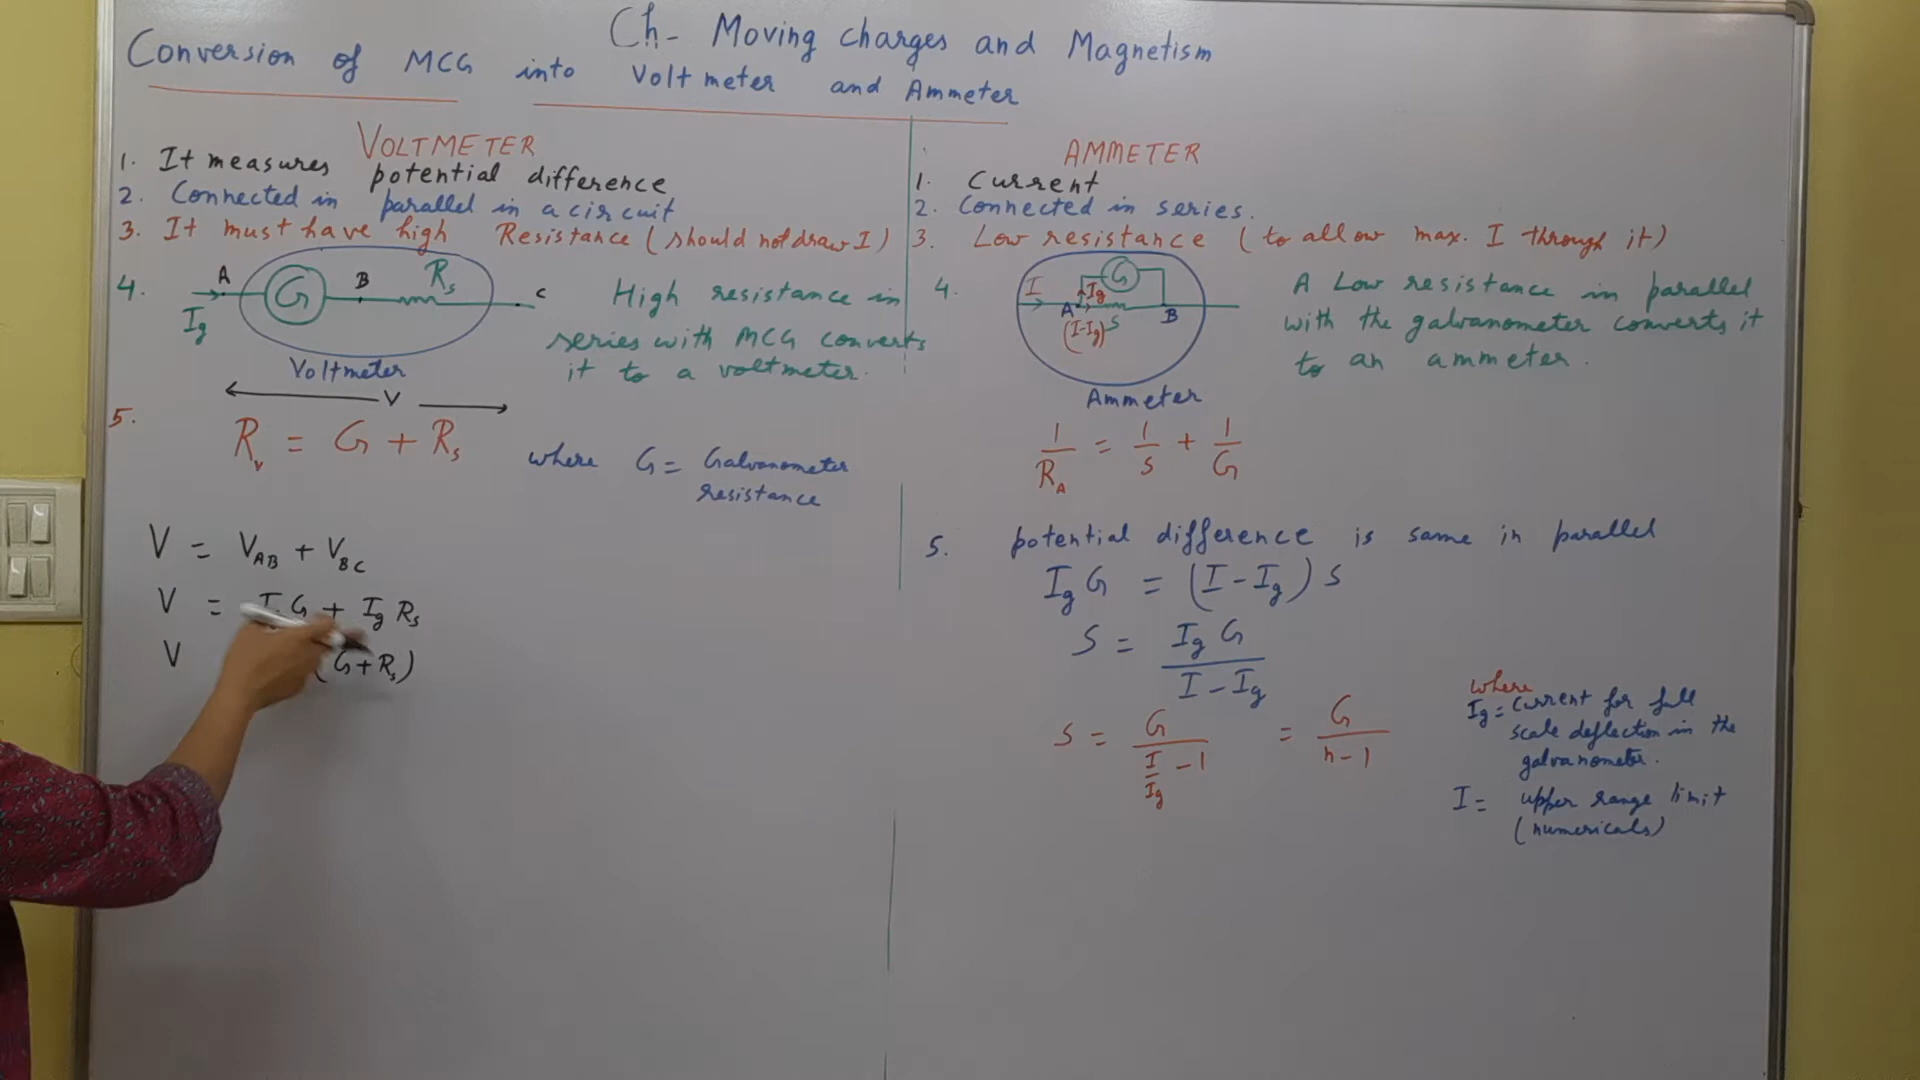 Ch- Moving charges and Magnetism
Conversion of MCG into Voltmeter and Ammeter
VOLTMETER
1. It measures potential difference
2. Connected in parallel in a circuit
3. It must have high Resistance (should not draw I)
4.
A
G
B
Rs
C
Ig
Voltmeter
V
High resistance in
series with MCG converts
it to a voltmeter.
5.
Rv = G + Rs
where G = Galvanometer
resistance
V = VAB + VBC
V = G + Ig Rs
V (G+Rs)
AMMETER
1. Current
2. Connected in series.
3. Low resistance (to allow max. I through it)
4.
I
G
Ig
A
S
B
(I-Ig)
Ammeter
A Low resistance in parallel
with the galvanometer converts it
to an ammeter.
1/RA = 1/S + 1/G
5. potential difference is same in parallel
Ig G = (I - Ig) S
S = Ig G / I - Ig
S = G / I/Ig - 1 = G / n-1
where
Ig = Current for full
scale deflection in the
galvanometer.
I = upper range limit
(numericals)